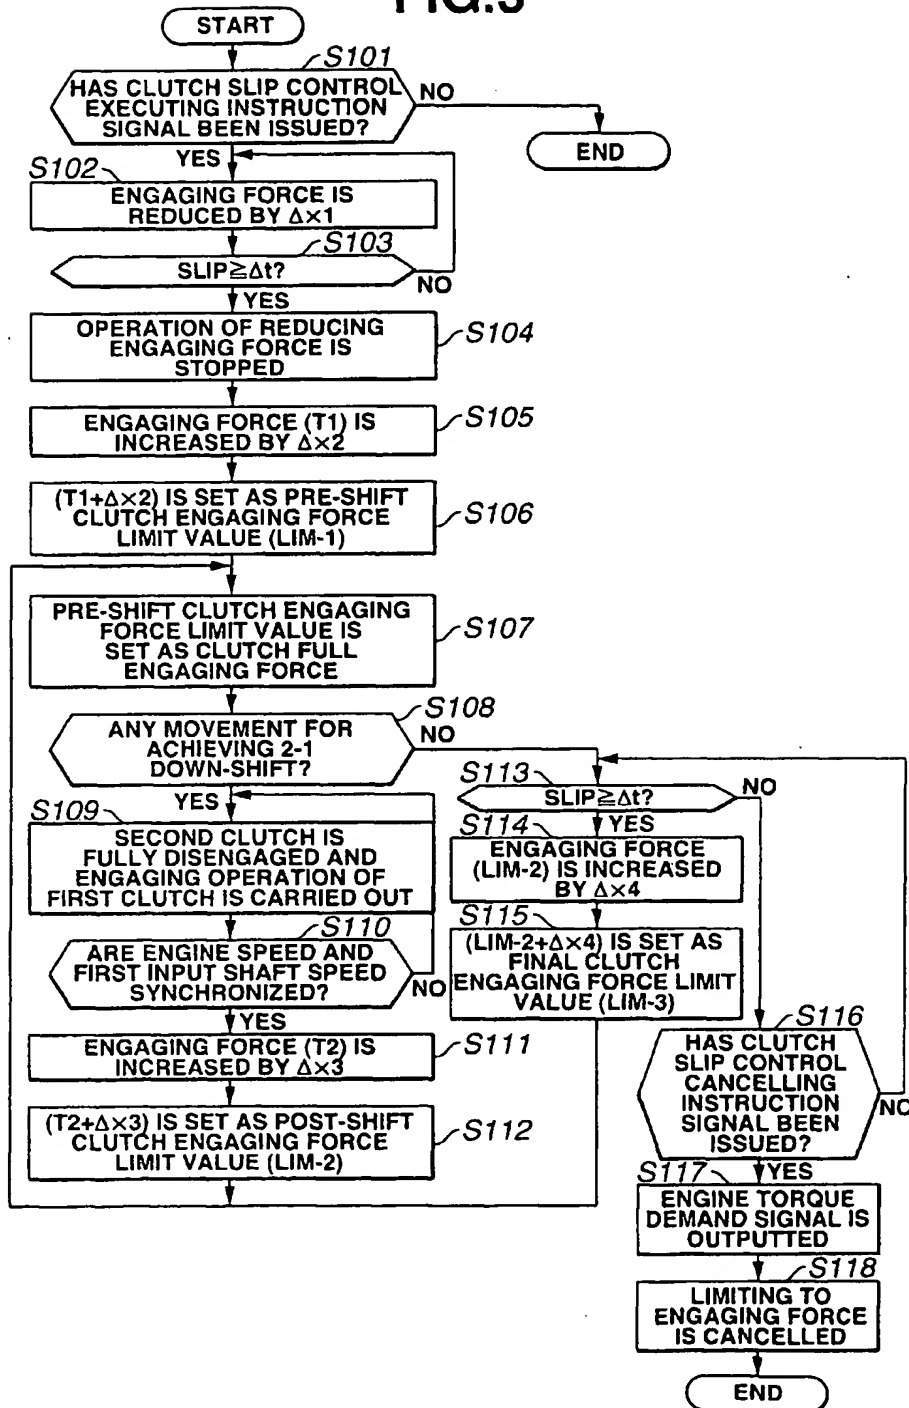 FIG.3
START
S101
HAS CLUTCH SLIP CONTROL
EXECUTING INSTRUCTION
SIGNAL BEEN ISSUED?
NO
END
YES
S102
ENGAGING FORCE IS
REDUCED BY Δ×1
S103
SLIP≧Δt?
NO
YES
OPERATION OF REDUCING
ENGAGING FORCE IS
STOPPED
S104
ENGAGING FORCE (T1) IS
INCREASED BY Δ×2
S105
(T1+Δ×2) IS SET AS PRE-SHIFT
CLUTCH ENGAGING FORCE
LIMIT VALUE (LIM-1)
S106
PRE-SHIFT CLUTCH ENGAGING
FORCE LIMIT VALUE IS
SET AS CLUTCH FULL
ENGAGING FORCE
S107
S108
ANY MOVEMENT FOR
ACHIEVING 2-1
DOWN-SHIFT?
NO
YES
S109
SECOND CLUTCH IS
FULLY DISENGAGED AND
ENGAGING OPERATION OF
FIRST CLUTCH IS CARRIED OUT
S110
ARE ENGINE SPEED AND
FIRST INPUT SHAFT SPEED
SYNCHRONIZED?
NO
YES
ENGAGING FORCE (T2) IS
INCREASED BY Δ×3
S111
(T2+Δ×3) IS SET AS POST-SHIFT
CLUTCH ENGAGING FORCE
LIMIT VALUE (LIM-2)
S112
S113
SLIP≧Δt?
NO
YES
S114
ENGAGING FORCE
(LIM-2) IS INCREASED
BY Δ×4
S115
(LIM-2+Δ×4) IS SET AS
FINAL CLUTCH
ENGAGING FORCE LIMIT
VALUE (LIM-3)
S116
HAS CLUTCH
SLIP CONTROL
CANCELLING
INSTRUCTION
SIGNAL BEEN
ISSUED?
NO
YES
S117
ENGINE TORQUE
DEMAND SIGNAL IS
OUTPUTTED
S118
LIMITING TO
ENGAGING FORCE
IS CANCELLED
END